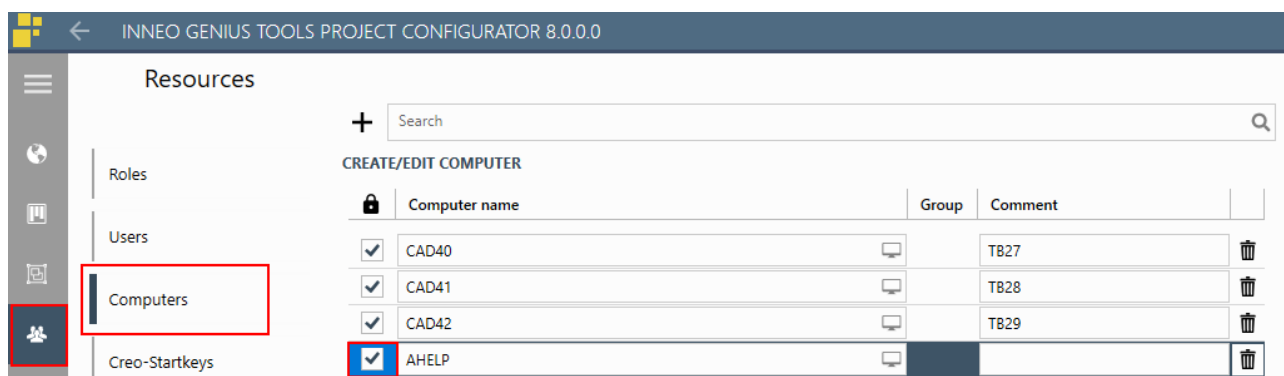 INNEO GENIUS TOOLS PROJECT CONFIGURATOR 8.0.0.0
Resources
Search
CREATE/EDIT COMPUTER
Roles
Computer name Group Comment
Users
CAD40 TB27
CAD41 TB28
Computers
CAD42 TB29
Creo-Startkeys
AHELP